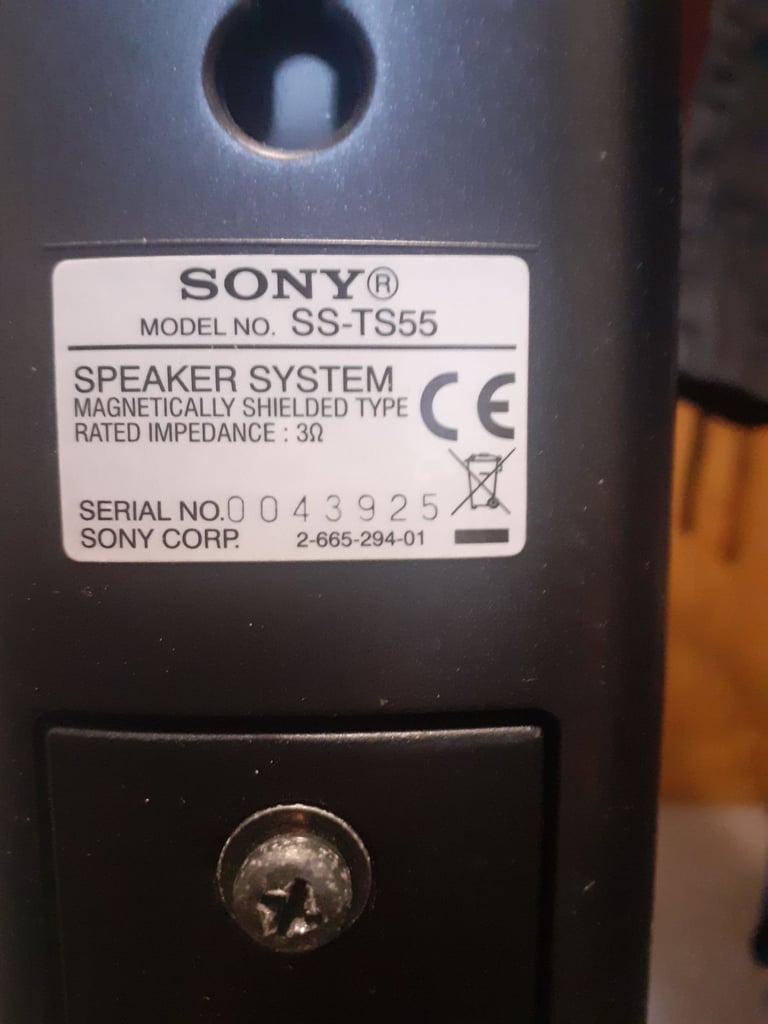 SONY®
MODEL NO. SS-TS55
SPEAKER SYSTEM
MAGNETICALLY SHIELDED TYPE
RATED IMPEDANCE : 3Ω
CE
SERIAL NO. 0043925
SONY CORP. 2-665-294-01